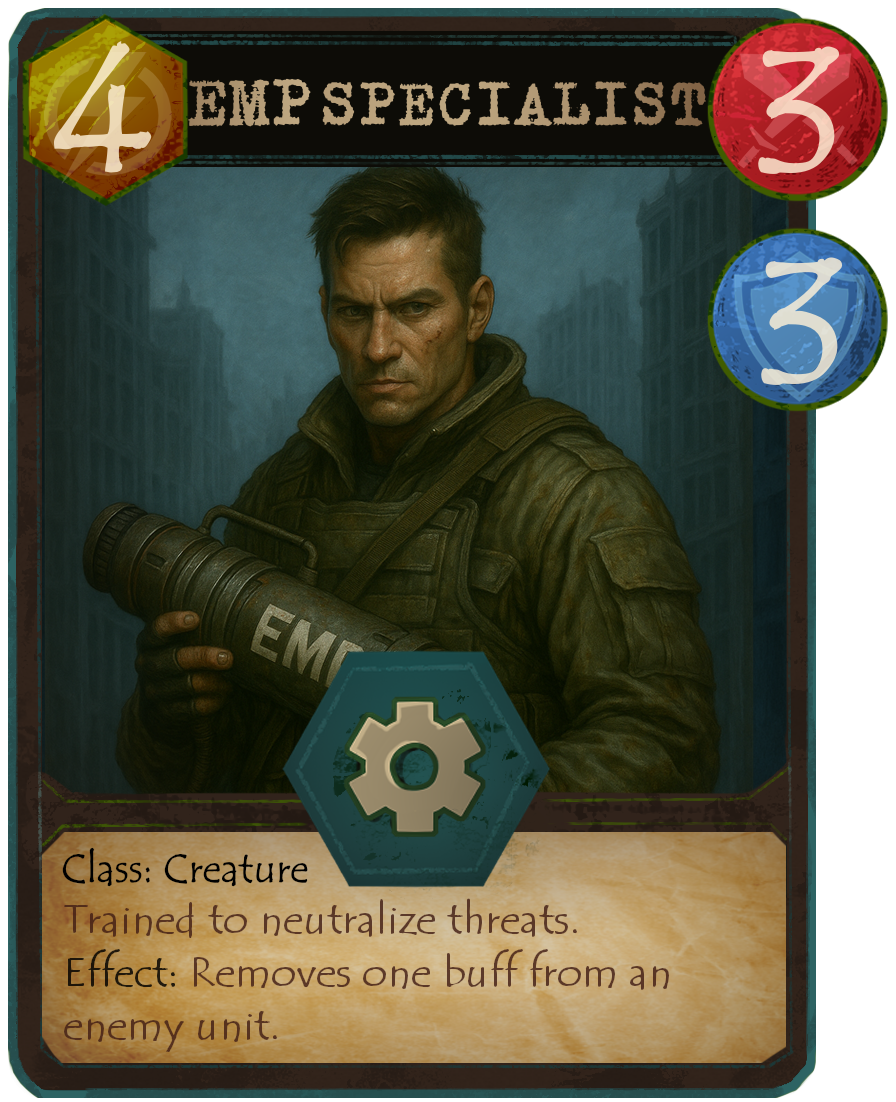 4
EMP SPECIALIST
3
3
EMP
Class: Creature
Trained to neutralize threats.
Effect: Removes one buff from an
enemy unit.